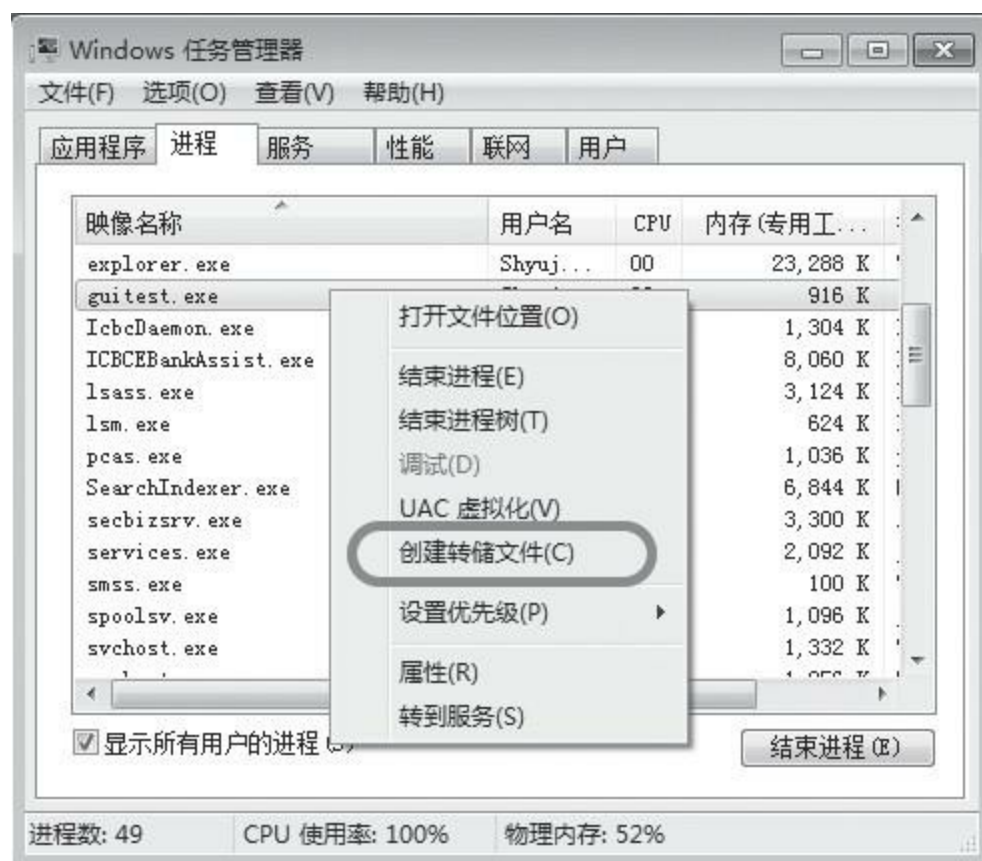 Windows 任务管理器
文件(F) 选项(O) 查看(V) 帮助(H)
应用程序 进程 服务 性能 联网 用户
映像名称 用户名 CPU 内存(专用工...
explorer.exe Shyuj... 00 23,288 K
guitest.exe 916 K
IcbcDaemon.exe 1,304 K
ICBCEBankAssist.exe 8,060 K
lsass.exe 3,124 K
lsm.exe 624 K
pcas.exe 1,036 K
SearchIndexer.exe 6,844 K
secbizsrv.exe 3,300 K
services.exe 2,092 K
smss.exe 100 K
spoolsv.exe 1,096 K
svchost.exe 1,332 K
打开文件位置(O)
结束进程(E)
结束进程树(T)
调试(D)
UAC 虚拟化(V)
创建转储文件(C)
设置优先级(P)
属性(R)
转到服务(S)
显示所有用户的进程
结束进程(E)
进程数: 49 CPU 使用率: 100% 物理内存: 52%